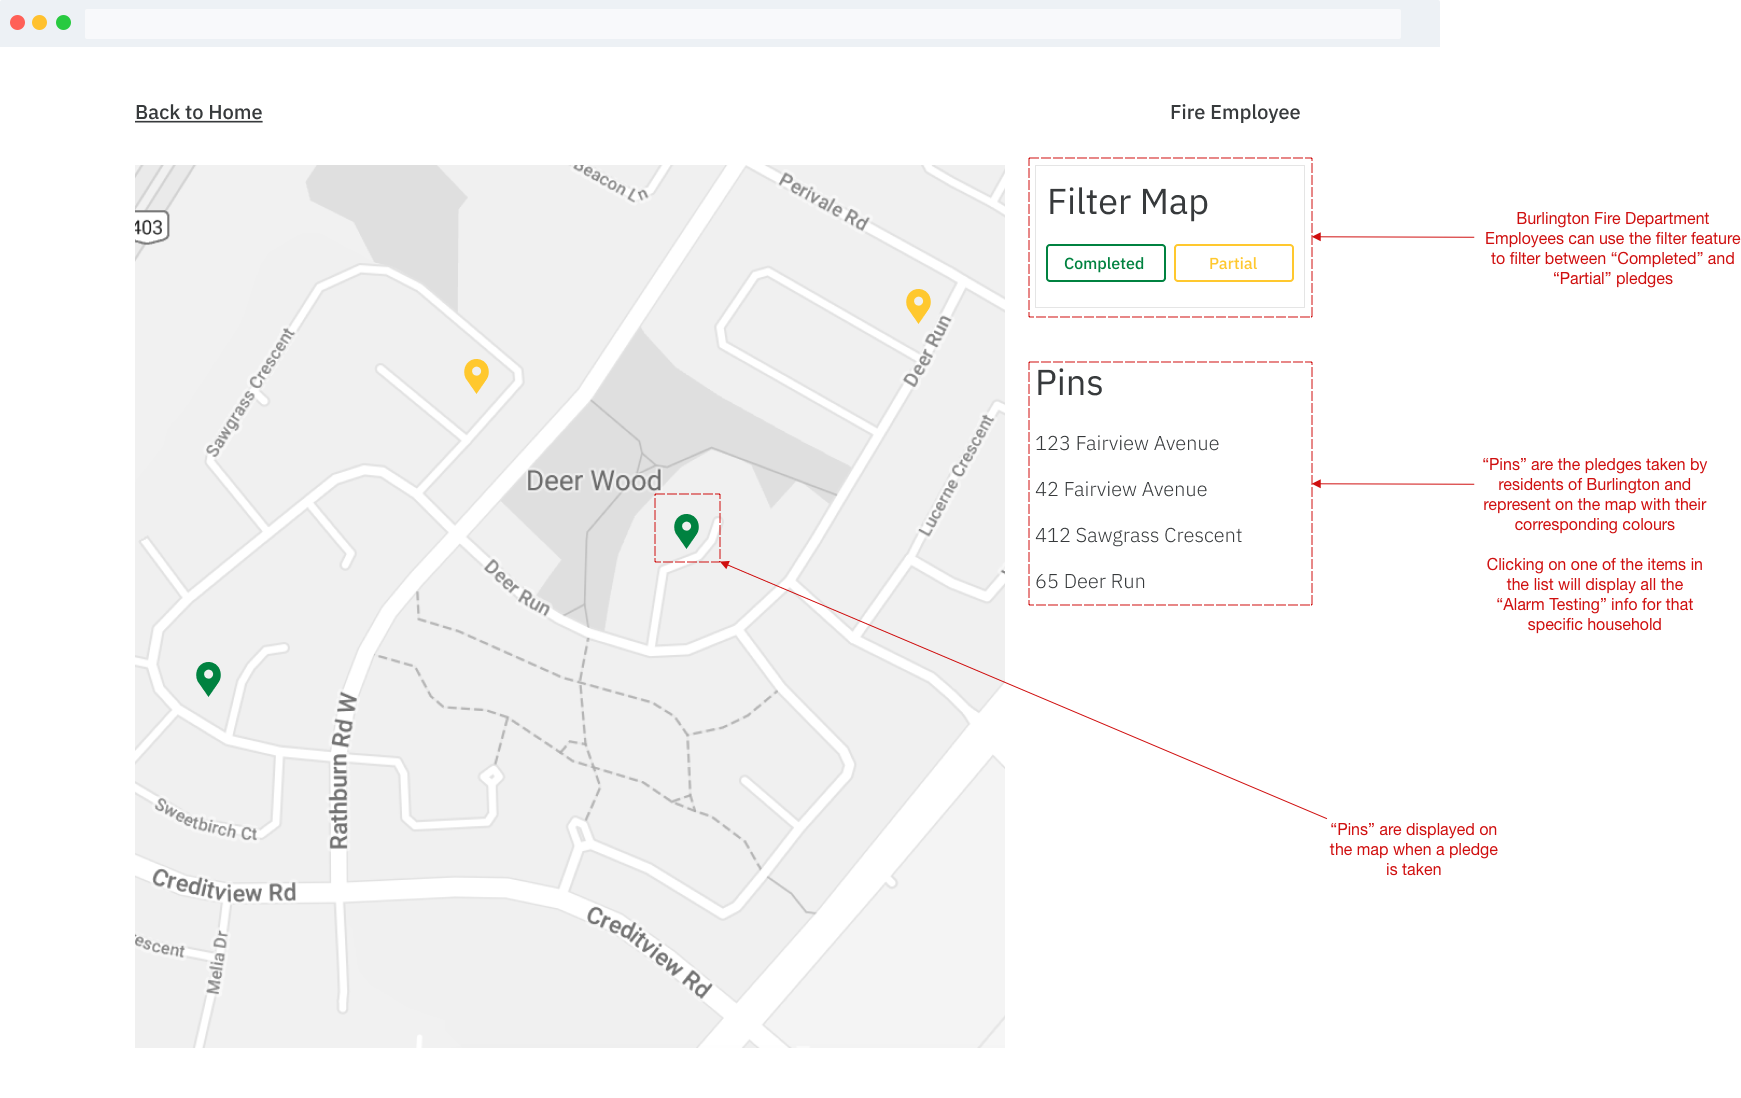 Back to Home
Fire Employee
Filter Map
Completed
Partial
Burlington Fire Department
Employees can use the filter feature
to filter between “Completed” and
“Partial” pledges
Pins
123 Fairview Avenue
42 Fairview Avenue
412 Sawgrass Crescent
65 Deer Run
“Pins” are the pledges taken by
residents of Burlington and
represent on the map with their
corresponding colours
Clicking on one of the items in
the list will display all the
“Alarm Testing” info for that
specific household
“Pins” are displayed on
the map when a pledge
is taken
403
Beacon Ln
Perivale Rd
Sawgrass Crescent
Deer Run
Lucerne Crescent
Deer Wood
Deer Run
Rathburn Rd W
Sweetbirch Ct
Creditview Rd
Creditview Rd
escent
Melia Dr